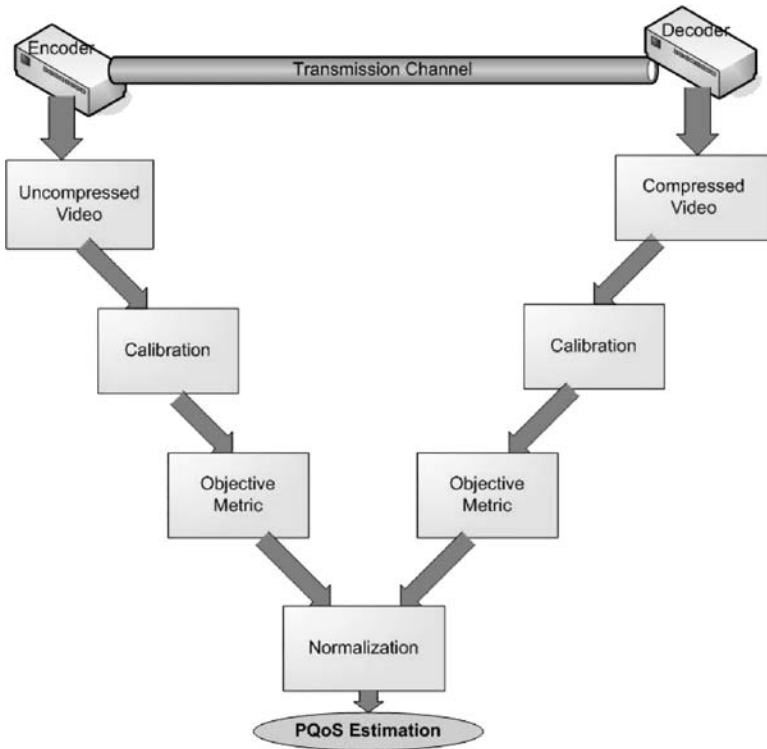 Encoder
Decoder
Transmission Channel
Uncompressed
Video
Compressed
Video
Calibration
Calibration
Objective
Metric
Objective
Metric
Normalization
PQoS Estimation